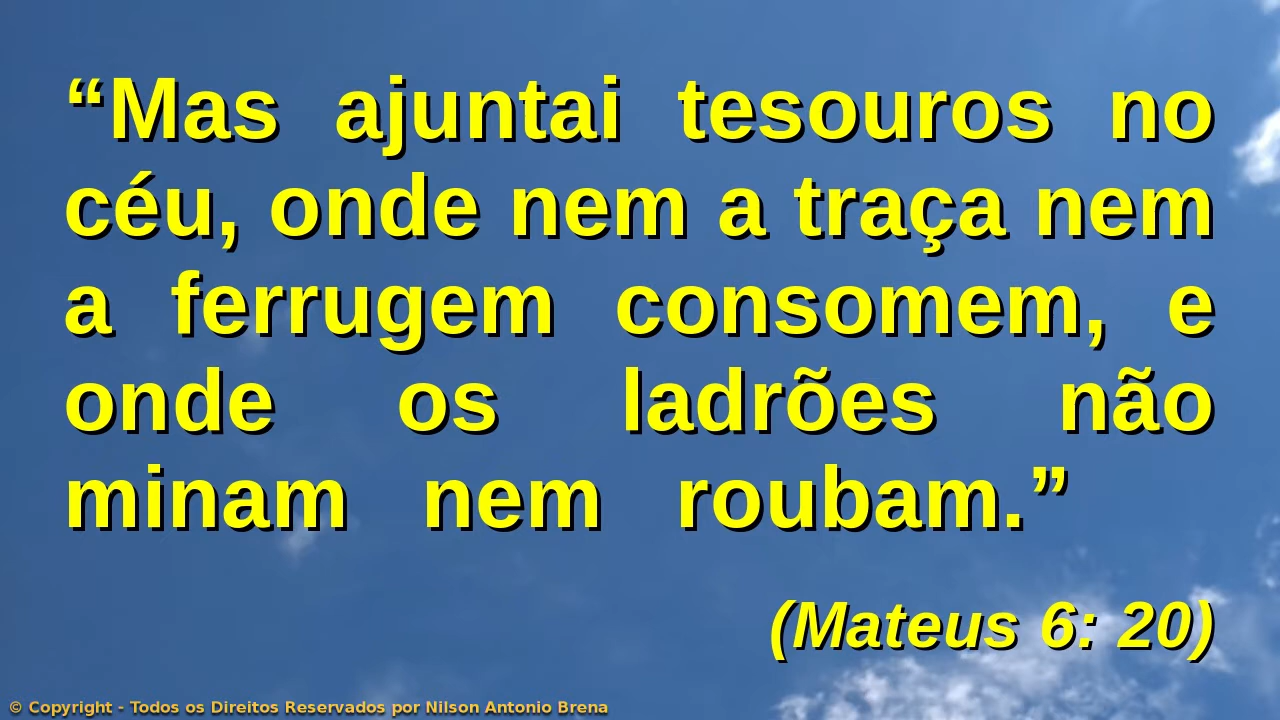 “Mas ajuntai tesouros no
céu, onde nem a traça nem
a ferrugem consomem, e
onde os ladrões não
minam nem roubam.”
(Mateus 6: 20)
© Copyright - Todos os Direitos Reservados por Nilson Antonio Brena